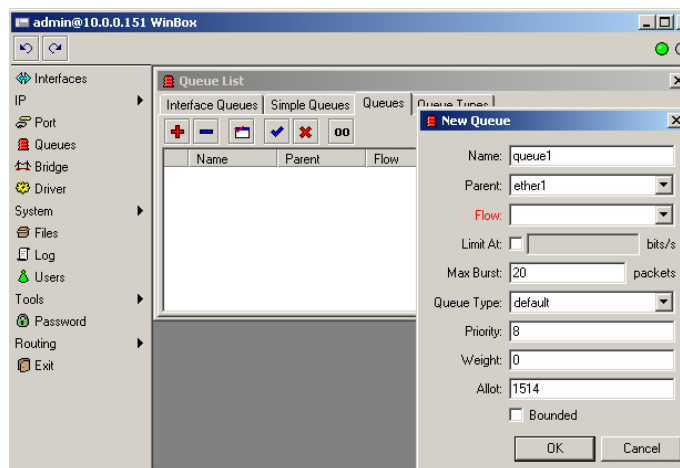 admin@10.0.0.151 WinBox
Interfaces
IP
Port
Queues
Bridge
Driver
System
Files
Log
Users
Tools
Password
Routing
Exit
Queue List
Interface Queues Simple Queues Queues Queue Types
00
Name Parent Flow
New Queue
Name: queue1
Parent: ether1
Flow:
Limit At: bits/s
Max Burst: 20 packets
Queue Type: default
Priority: 8
Weight: 0
Allot: 1514
Bounded
OK Cancel